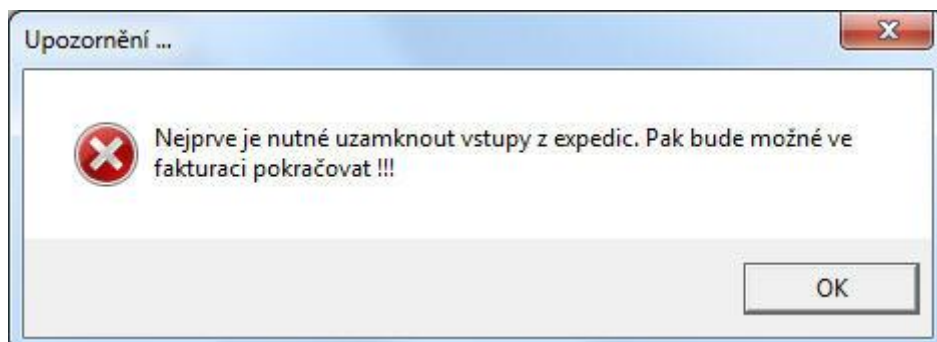 Upozornění ...
Nejprve je nutné uzamknout vstupy z expedic. Pak bude možné ve
fakturaci pokračovat !!!
OK